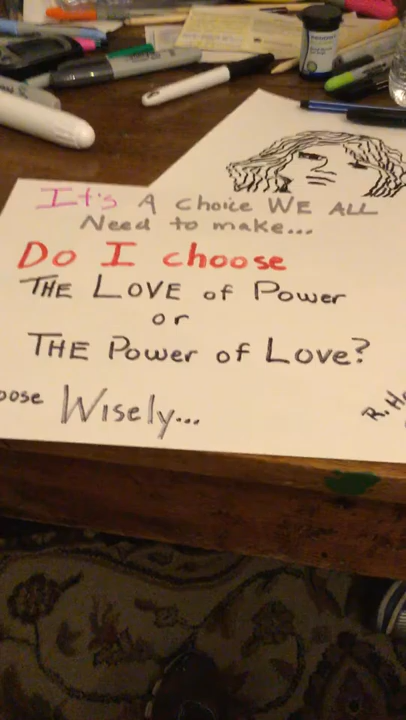 It's A choice WE ALL
Need to make...
Do I choose
THE LOVE of Power
or
THE Power of Love?
Wisely...
R.